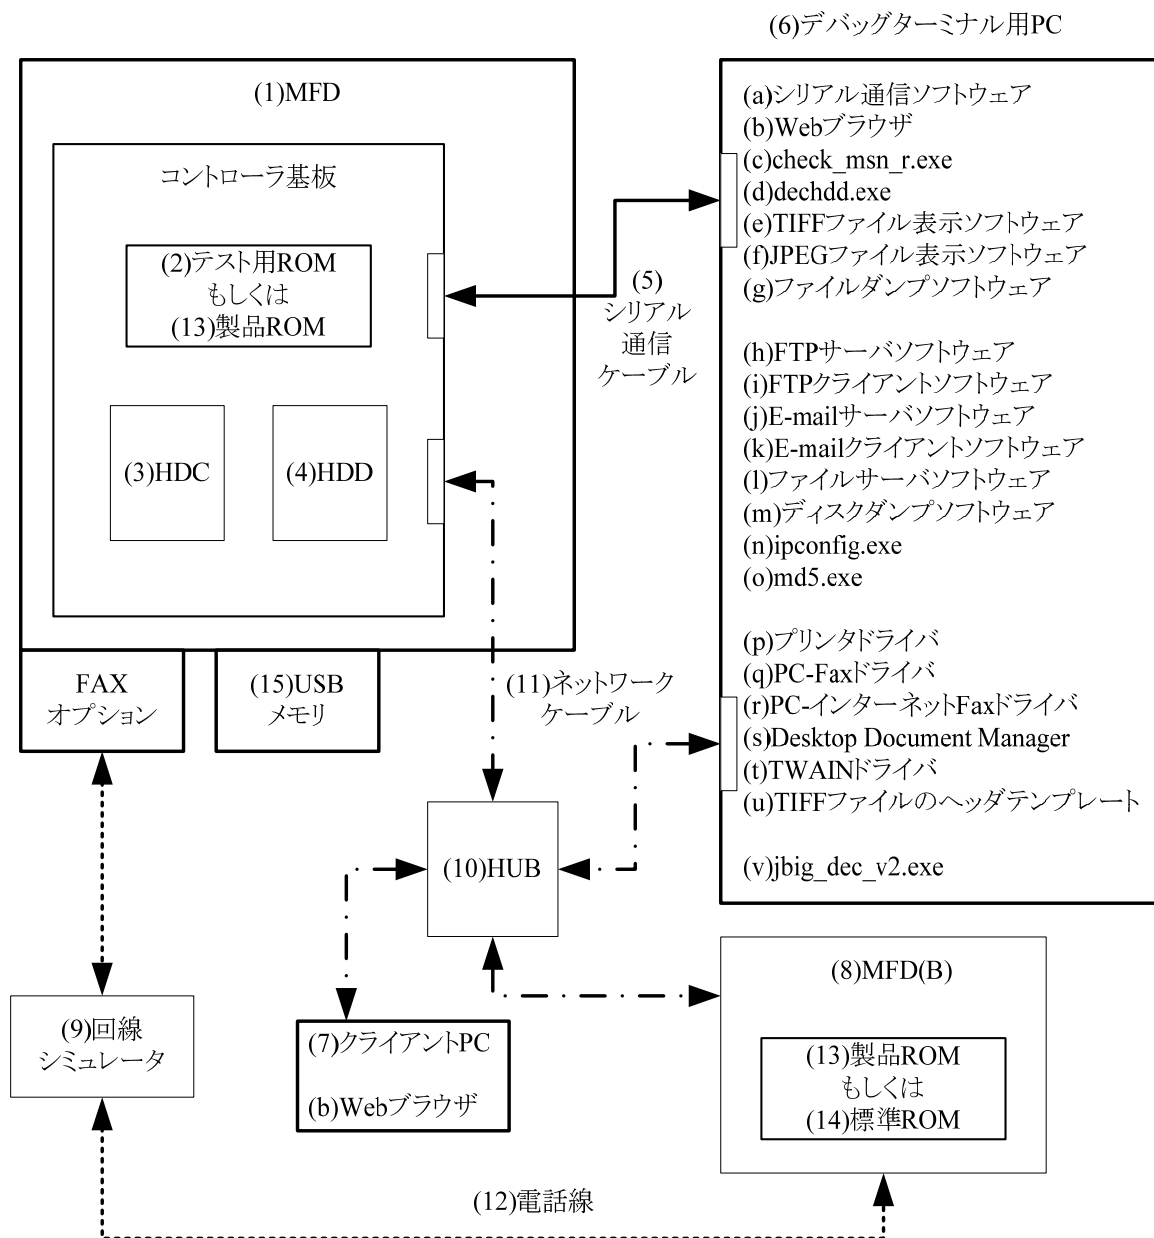 (6)デバッグターミナル用PC
(1)MFD
コントローラ基板
(2)テスト用ROM
もしくは
(13)製品ROM
(3)HDC
(4)HDD
(5)
シリアル
通信
ケーブル
(a)シリアル通信ソフトウェア
(b)Webブラウザ
(c)check_msn_r.exe
(d)dechdd.exe
(e)TIFFファイル表示ソフトウェア
(f)JPEGファイル表示ソフトウェア
(g)ファイルダンプソフトウェア
(h)FTPサーバソフトウェア
(i)FTPクライアントソフトウェア
(j)E-mailサーバソフトウェア
(k)E-mailクライアントソフトウェア
(l)ファイルサーバソフトウェア
(m)ディスクダンプソフトウェア
(n)ipconfig.exe
(o)md5.exe
(p)プリンタドライバ
(q)PC-Faxドライバ
(r)PC-インターネットFaxドライバ
(s)Desktop Document Manager
(t)TWAINドライバ
(u)TIFFファイルのヘッダテンプレート
(v)jbig_dec_v2.exe
FAX
オプション
(15)USB
メモリ
(11)ネットワーク
ケーブル
(10)HUB
(9)回線
シミュレータ
(7)クライアントPC
(b)Webブラウザ
(8)MFD(B)
(13)製品ROM
もしくは
(14)標準ROM
(12)電話線